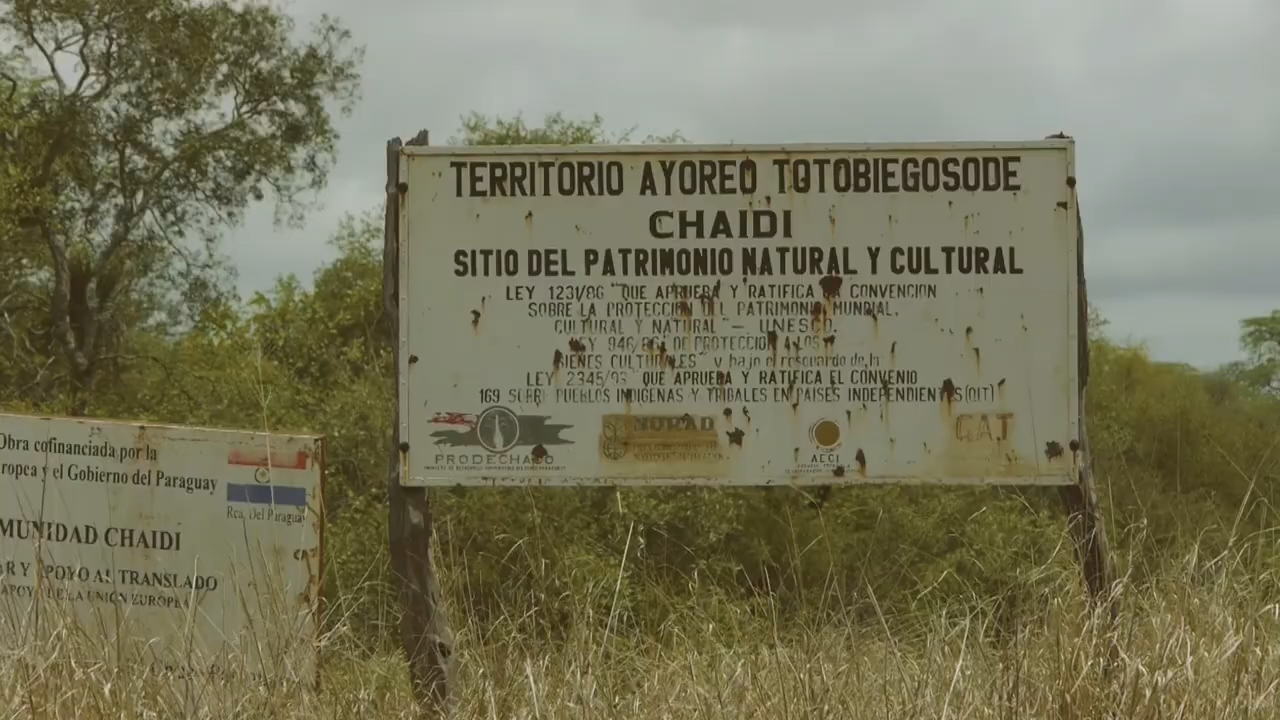 TERRITORIO AYOREO TOTOBIEGOSODE
CHAIDI
SITIO DEL PATRIMONIO NATURAL Y CULTURAL
LEY 1231/86 "QUE APRUEBA Y RATIFICA LA CONVENCION
SOBRE LA PROTECCION DEL PATRIMONIO MUNDIAL,
CULTURAL Y NATURAL" - UNESCO.
LEY 946/ DE PROTECCION A LOS
BIENES CULTURALES" y bajo el resguardo de la
LEY 2345/93 "QUE APRUEBA Y RATIFICA EL CONVENIO
169 SOBRE PUEBLOS INDIGENAS Y TRIBALES EN PAISES INDEPENDIENTES (OIT)
PRODECHACO
NORAD
AECI
GAT
Obra cofinanciada por la
ropea y el Gobierno del Paraguay
Rca. Del Paraguay
MUNIDAD CHAIDI
R Y APOYO AL TRANSLADO
APOYO DE LA UNION EUROPEA